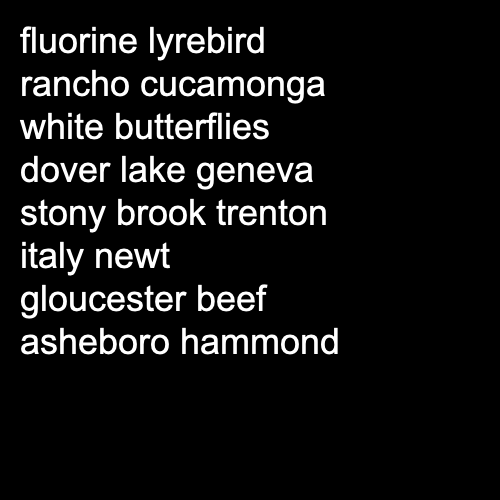 fluorine lyrebird
rancho cucamonga
white butterflies
dover lake geneva
stony brook trenton
italy newt
gloucester beef
asheboro hammond